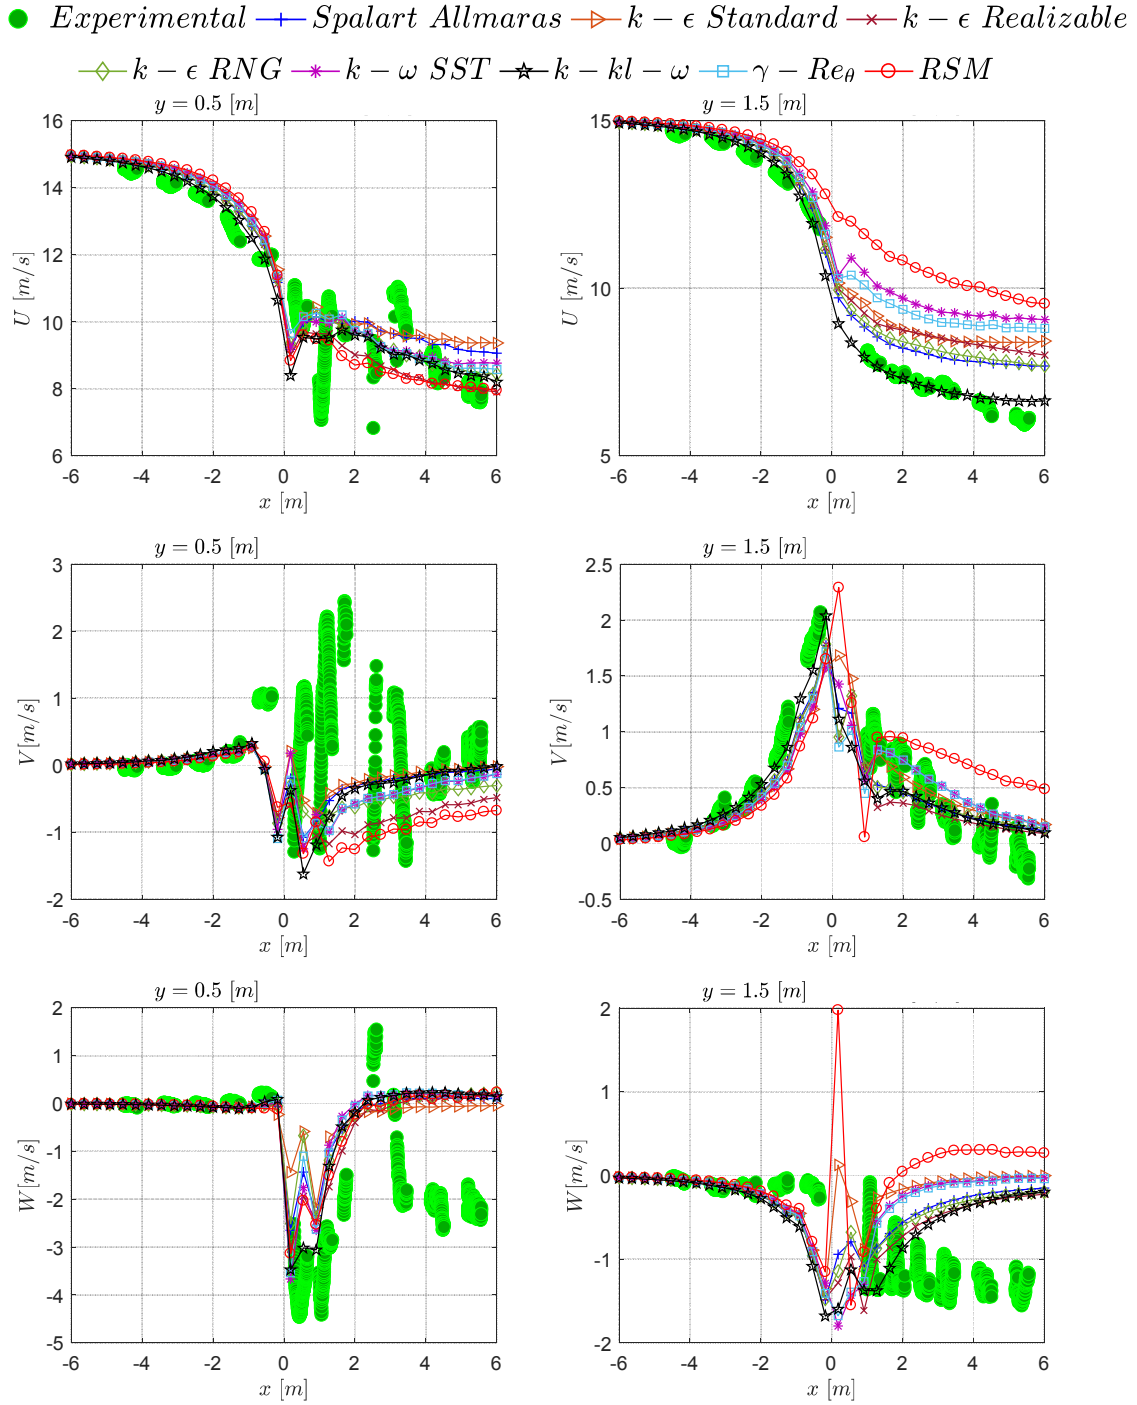 Experimental Spalart Allmaras k − ϵ Standard k − ϵ Realizable
k − ϵ RNG k − ω SST k − kl − ω γ − Reθ RSM
y = 0.5 [m]
16
14
12
10
8
6
U [m/s]
-6 -4 -2 0 2 4 6
x [m]
y = 1.5 [m]
15
10
5
U [m/s]
-6 -4 -2 0 2 4 6
x [m]
y = 0.5 [m]
3
2
1
0
-1
-2
V[m/s]
-6 -4 -2 0 2 4 6
x [m]
y = 1.5 [m]
2.5
2
1.5
1
0.5
0
-0.5
V[m/s]
-6 -4 -2 0 2 4 6
x [m]
y = 0.5 [m]
2
1
0
-1
-2
-3
-4
-5
W[m/s]
-6 -4 -2 0 2 4 6
x [m]
y = 1.5 [m]
2
1
0
-1
-2
W[m/s]
-6 -4 -2 0 2 4 6
x [m]